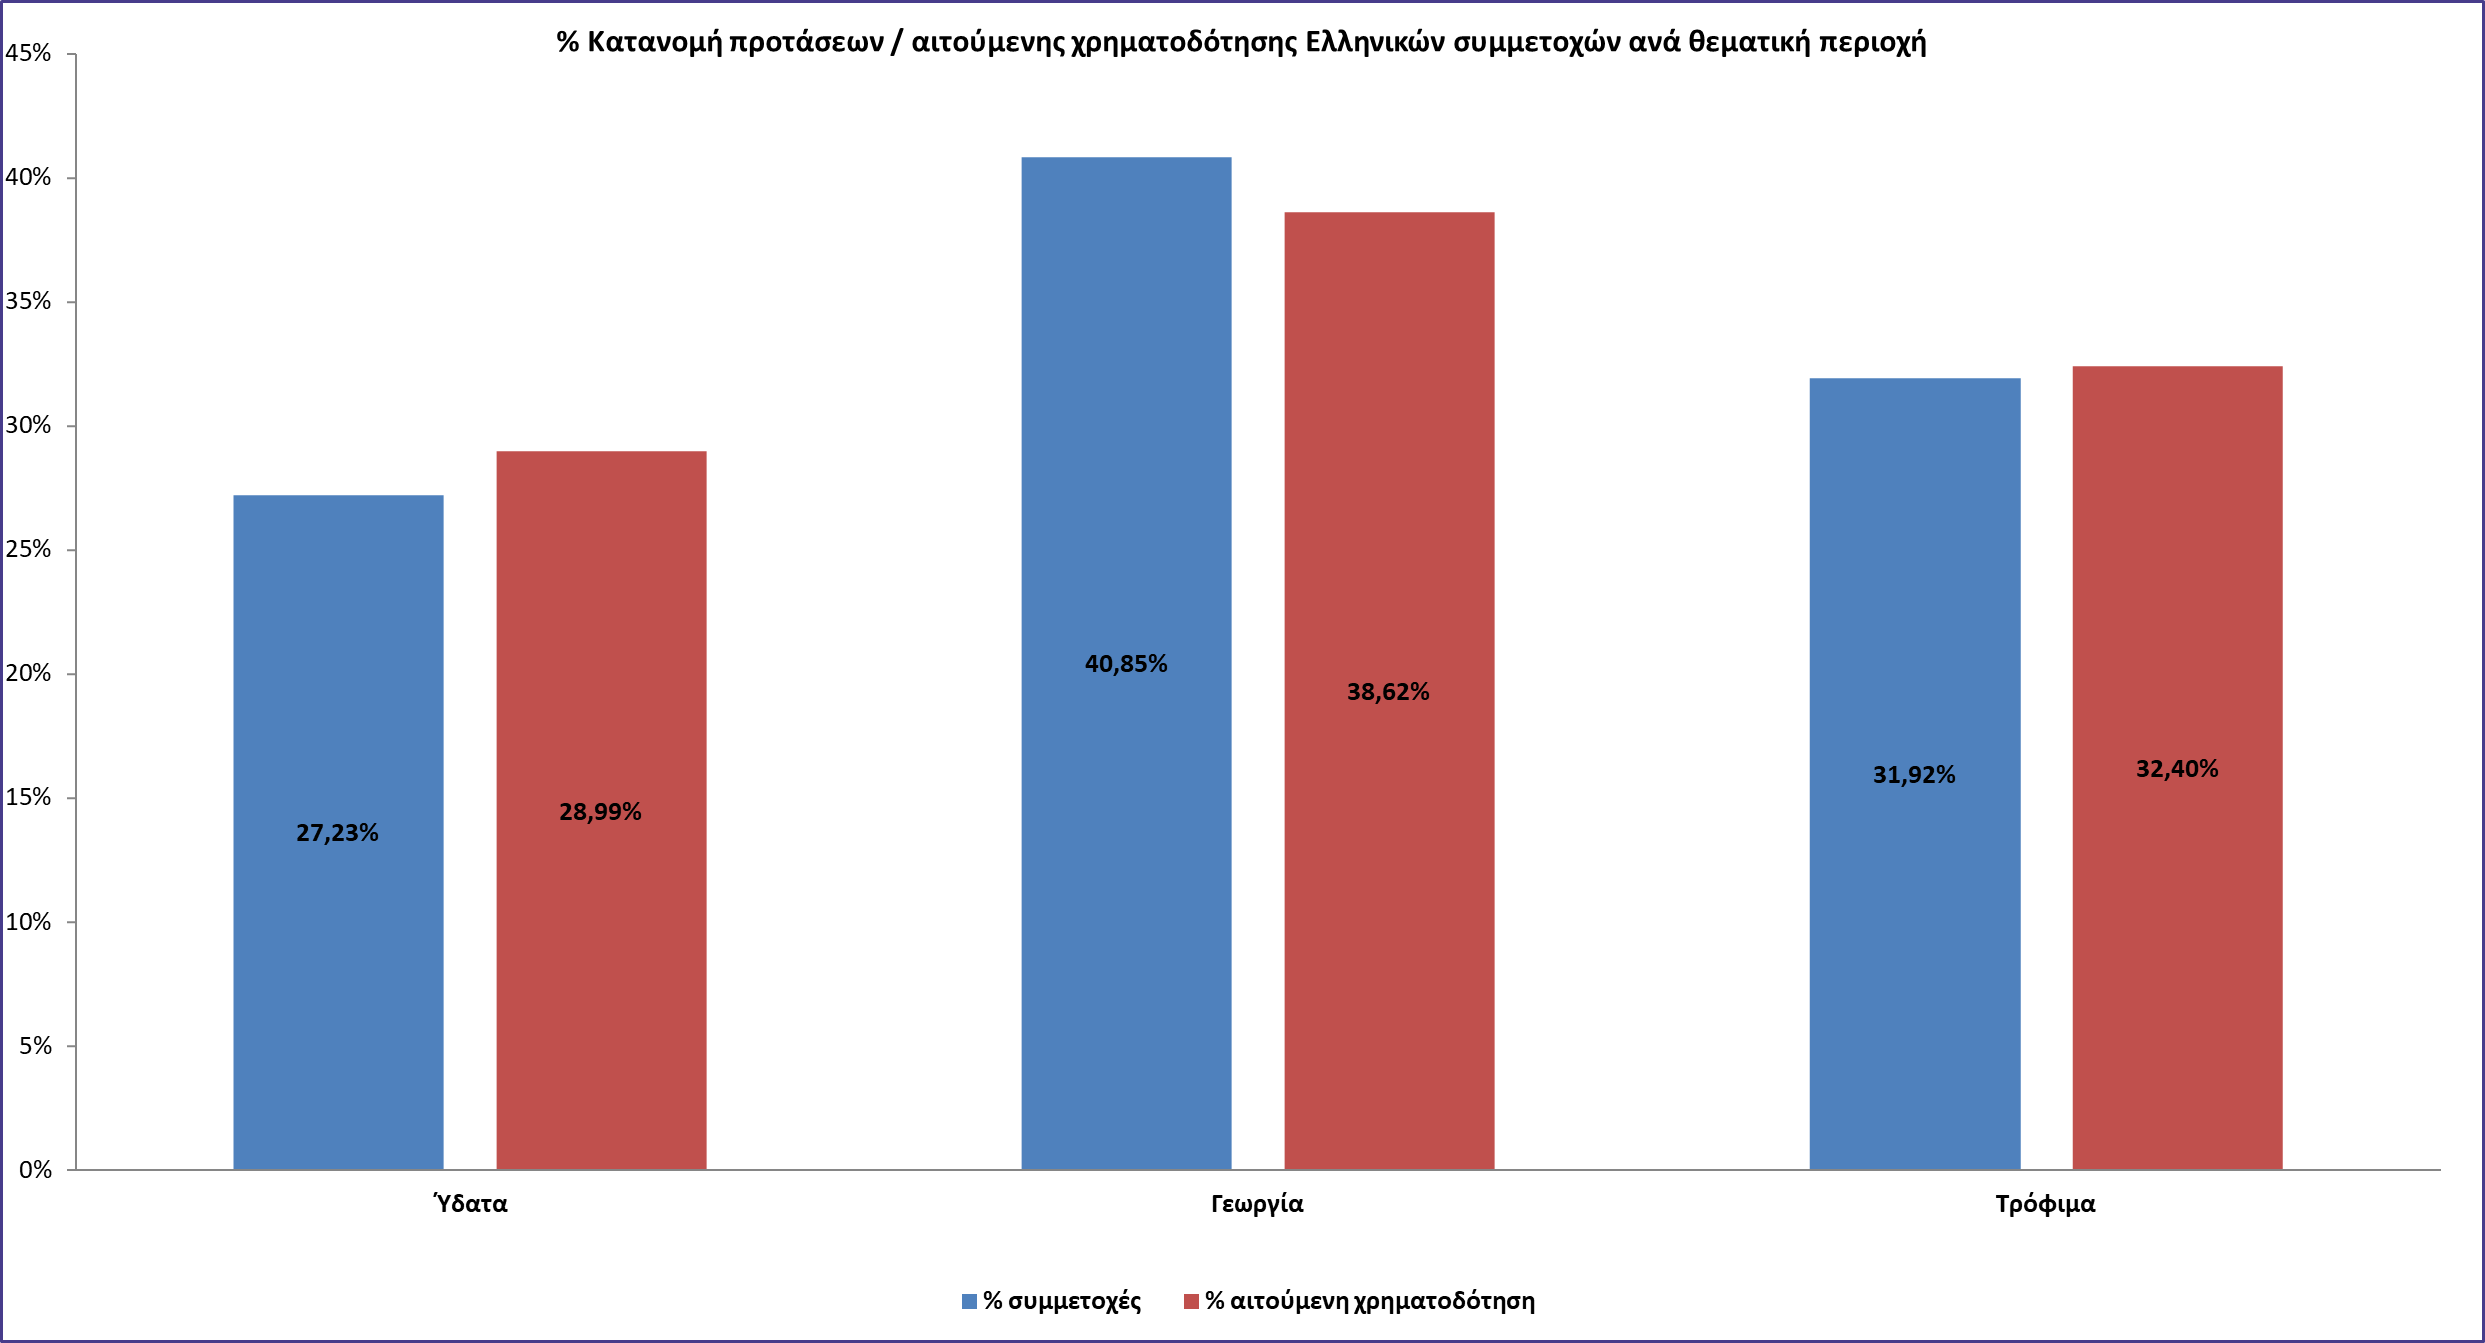 % Κατανομή προτάσεων / αιτούμενης χρηματοδότησης Ελληνικών συμμετοχών ανά θεματική περιοχή
45%
40%
35%
30%
25%
20%
15%
10%
5%
0%
27,23%
28,99%
40,85%
38,62%
31,92%
32,40%
Ύδατα
Γεωργία
Τρόφιμα
% συμμετοχές
% αιτούμενη χρηματοδότηση